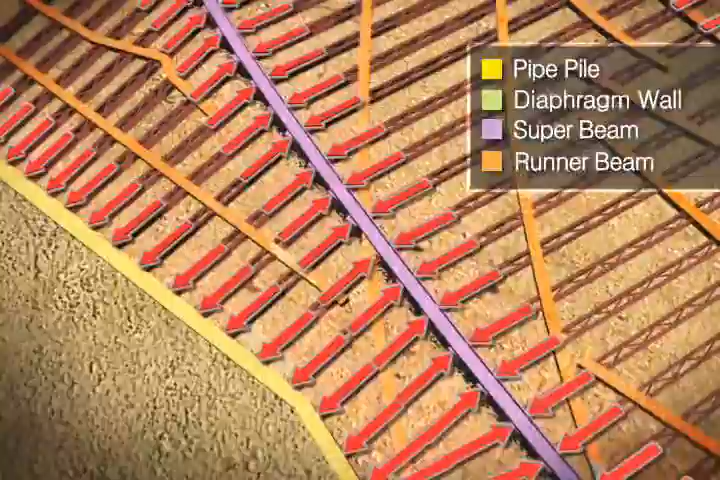 Pipe Pile
Diaphragm Wall
Super Beam
Runner Beam